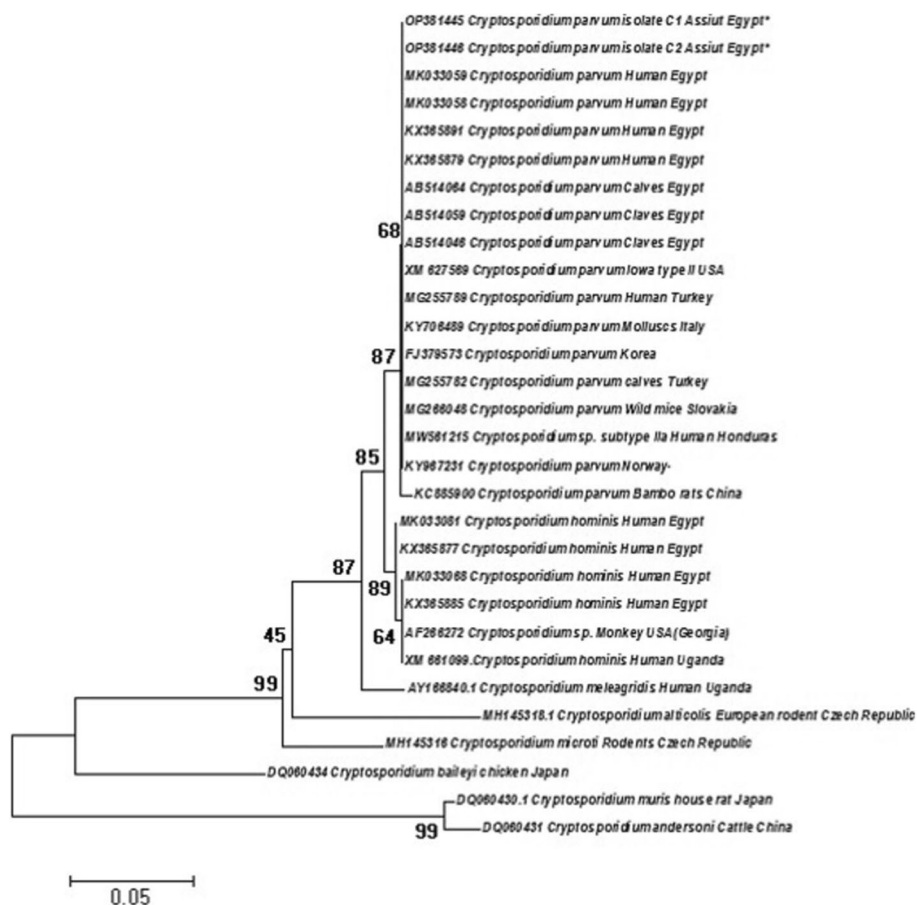 OP381445 Cryptosporidium parvum isolate C1 Assiut Egypt*
OP381446 Cryptosporidium parvum isolate C2 Assiut Egypt*
MK033059 Cryptosporidium parvum Human Egypt
MK033058 Cryptosporidium parvum Human Egypt
KX365891 Cryptosporidium parvum Human Egypt
KX365879 Cryptosporidium parvum Human Egypt
AB514064 Cryptosporidium parvum Calves Egypt
AB514059 Cryptosporidium parvum Claves Egypt
68
AB514046 Cryptosporidium parvum Claves Egypt
XM 627569 Cryptosporidium parvum Iowa type II USA
MG255789 Cryptosporidium parvum Human Turkey
KY706489 Cryptosporidium parvum Molluscs Italy
87
FJ379573 Cryptosporidium parvum Korea
MG255782 Cryptosporidium parvum calves Turkey
MG266048 Cryptosporidium parvum Wild mice Slovakia
MW561215 Cryptosporidium sp. subtype IIa Human Honduras
85
KY967231 Cryptosporidium parvum Norway-
KC885900 Cryptosporidium parvum Bambo rats China
MK033081 Cryptosporidium hominis Human Egypt
KX365877 Cryptosporidium hominis Human Egypt
87
MK033068 Cryptosporidium hominis Human Egypt
89
KX365885 Cryptosporidium hominis Human Egypt
45
64
AF266272 Cryptosporidium sp. Monkey USA(Georgia)
XM 661099.Cryptosporidium hominis Human Uganda
99
AY166840.1 Cryptosporidium meleagridis Human Uganda
MH145318.1 Cryptosporidium alticolis European rodent Czech Republic
MH145316 Cryptosporidium microti Rodents Czech Republic
DQ060434 Cryptosporidium baileyi chicken Japan
DQ060430.1 Cryptosporidium muris house rat Japan
99
DQ060431 Cryptosporidium andersoni Cattle China
0.05